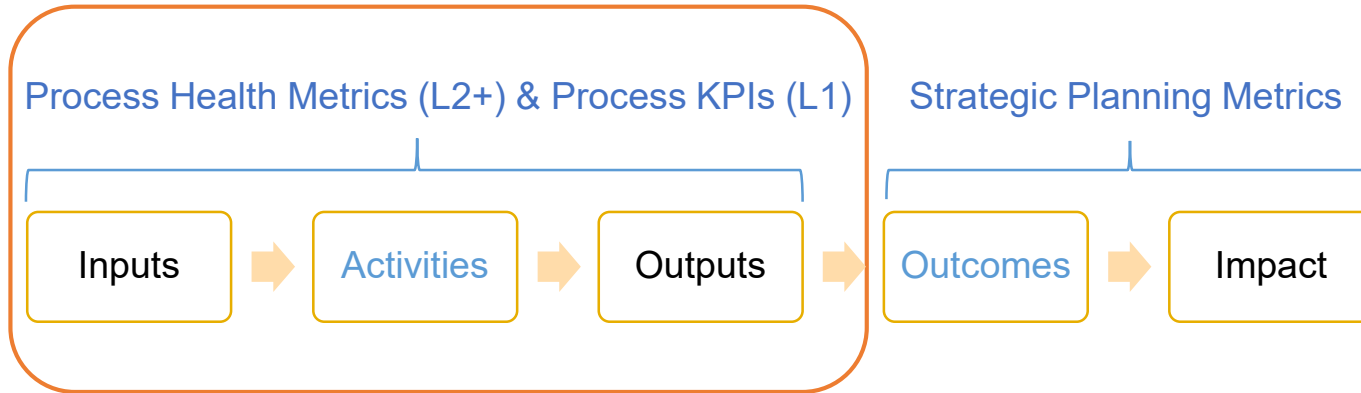 Process Health Metrics (L2+) & Process KPIs (L1)
Strategic Planning Metrics
Inputs
Activities
Outputs
Outcomes
Impact